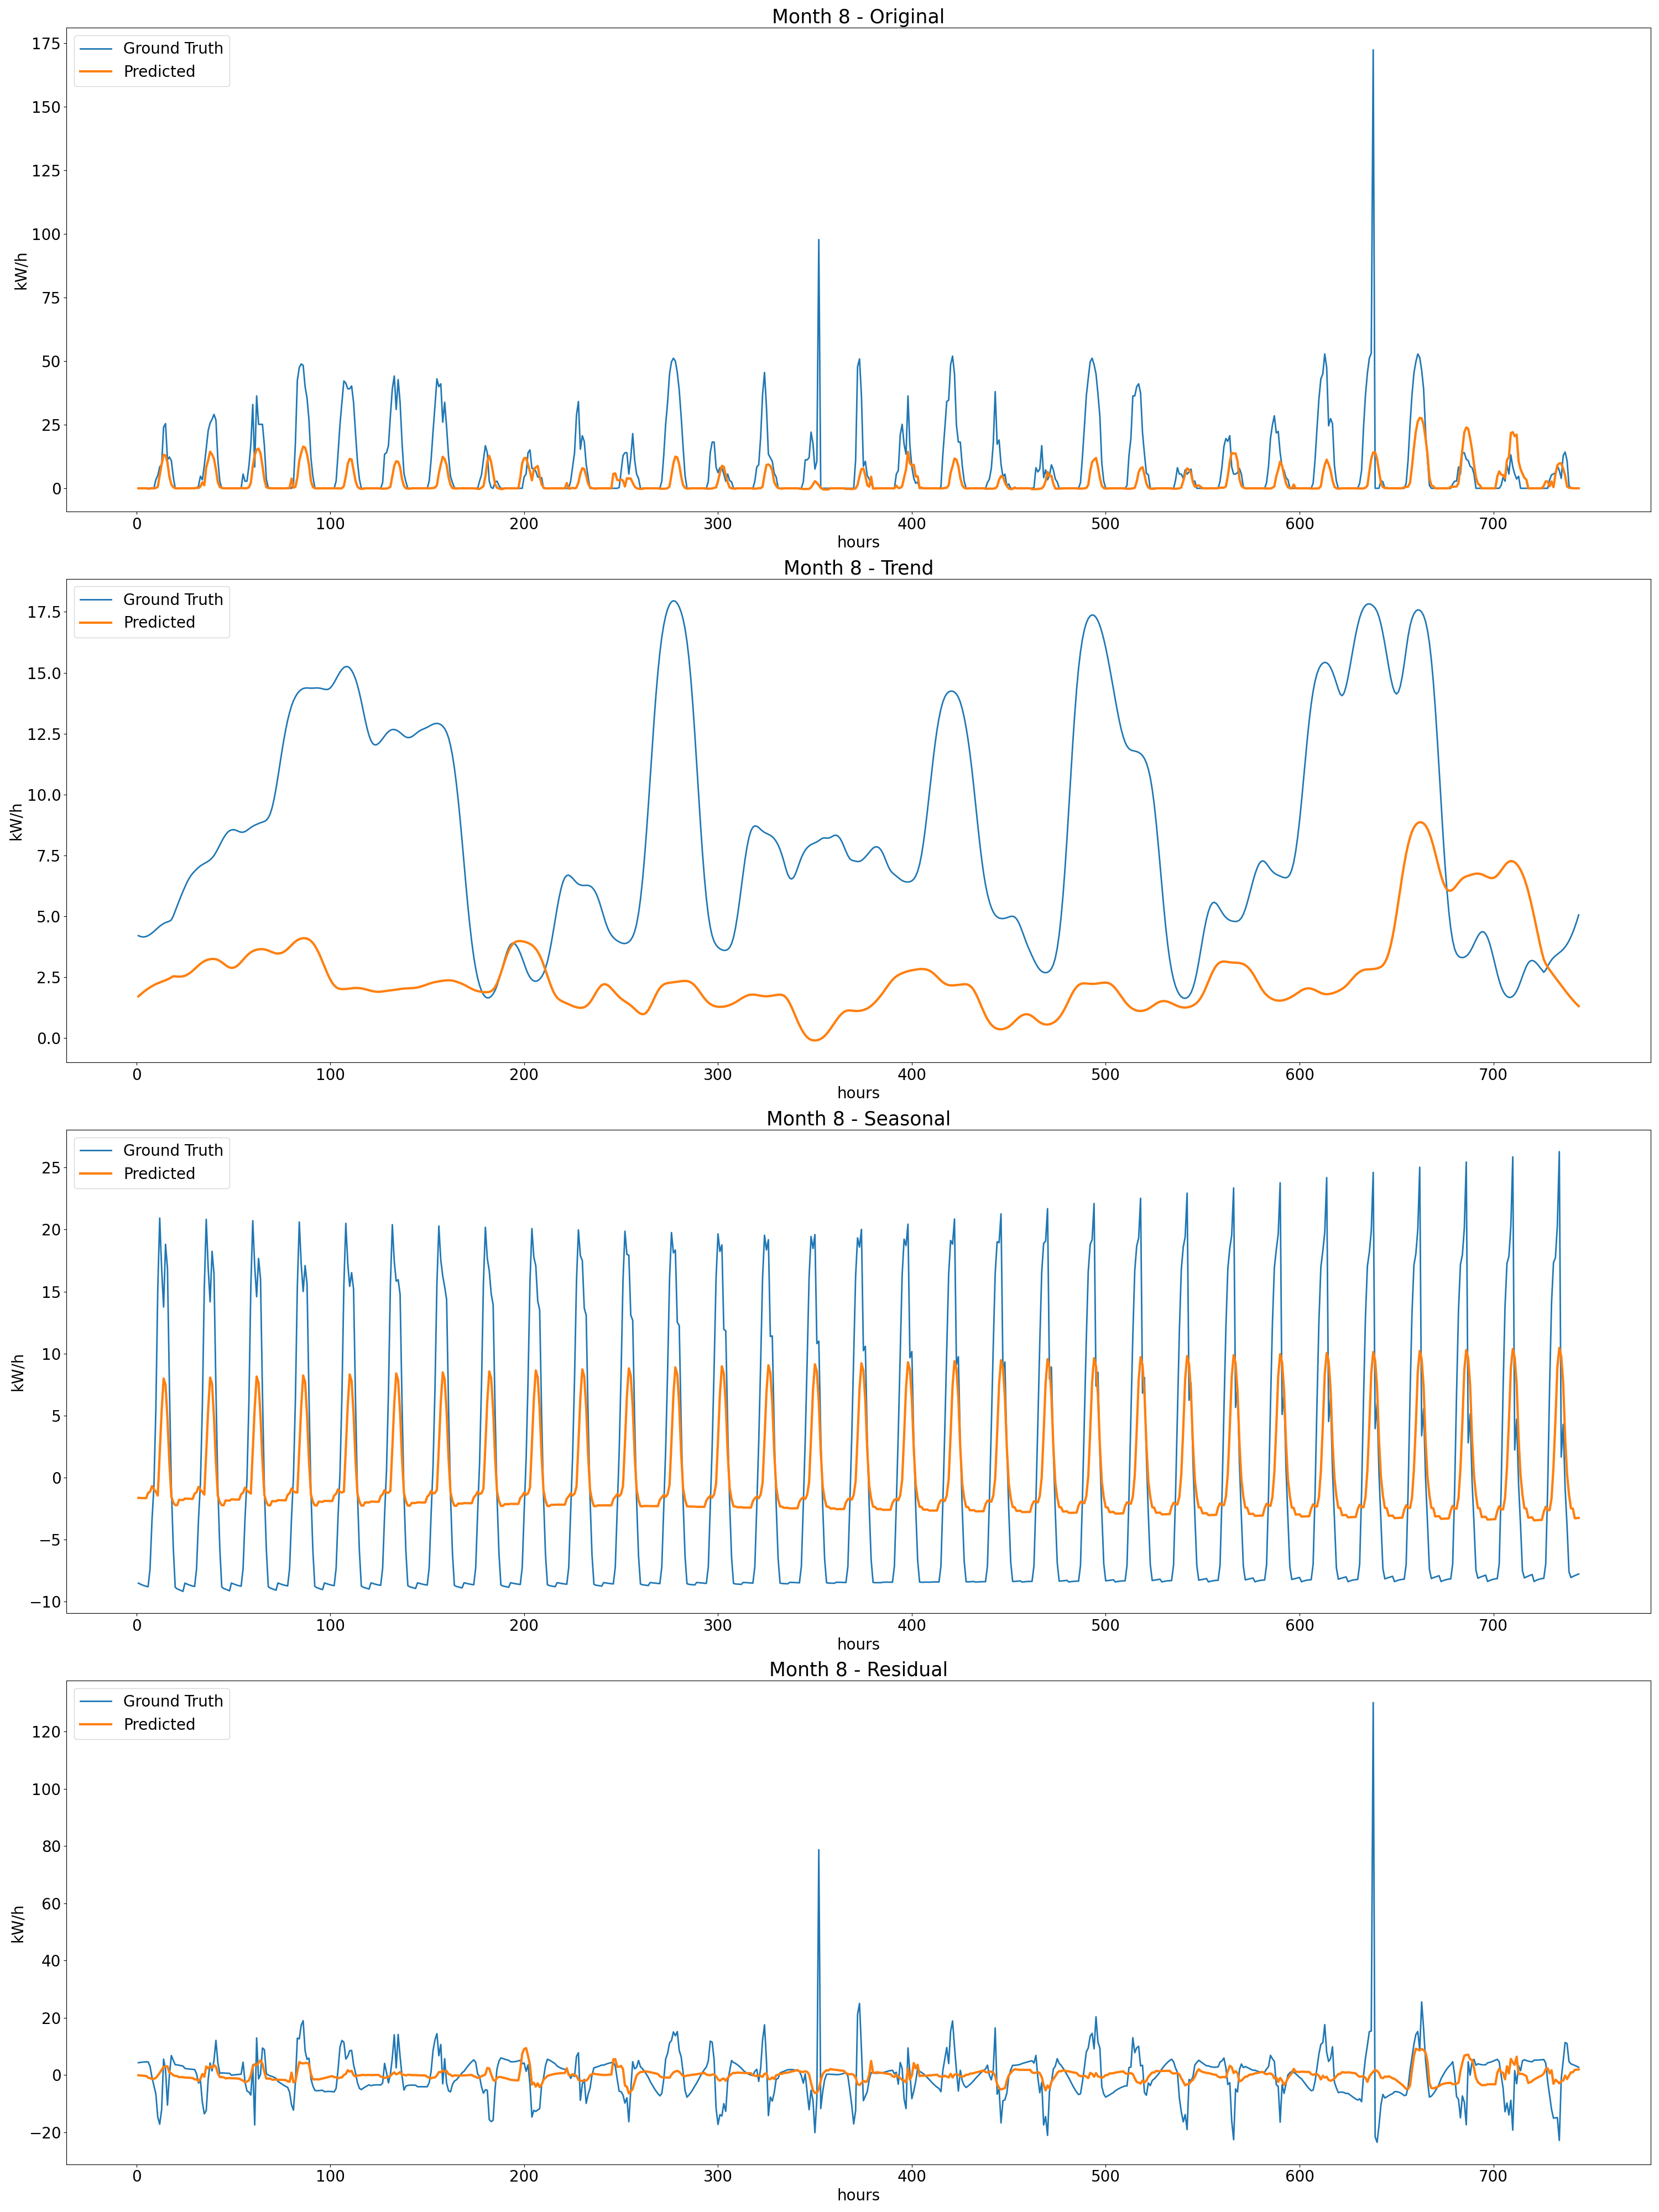 Month 8 - Original
Ground Truth
Predicted
175
150
125
100
75
50
25
0
kW/h
0 100 200 300 400 500 600 700
hours
Month 8 - Trend
Ground Truth
Predicted
17.5
15.0
12.5
10.0
7.5
5.0
2.5
0.0
kW/h
0 100 200 300 400 500 600 700
hours
Month 8 - Seasonal
Ground Truth
Predicted
25
20
15
10
5
0
−5
−10
kW/h
0 100 200 300 400 500 600 700
hours
Month 8 - Residual
Ground Truth
Predicted
120
100
80
60
40
20
0
−20
kW/h
0 100 200 300 400 500 600 700
hours